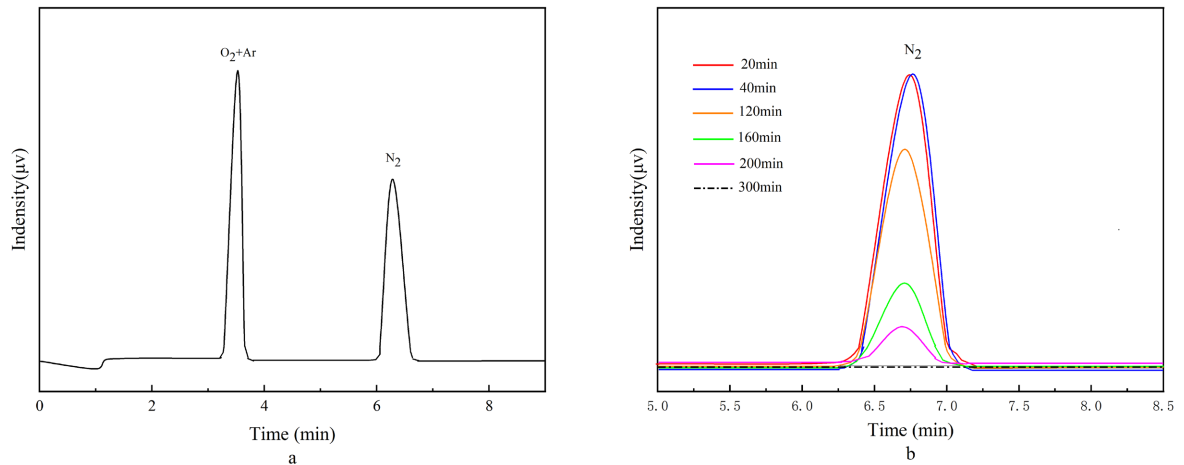 O2+Ar
N2
Indensity(μv)
0
2
4
6
8
Time (min)
a
N2
20min
40min
120min
160min
200min
300min
Indensity(μv)
5.0
5.5
6.0
6.5
7.0
7.5
8.0
8.5
Time (min)
b